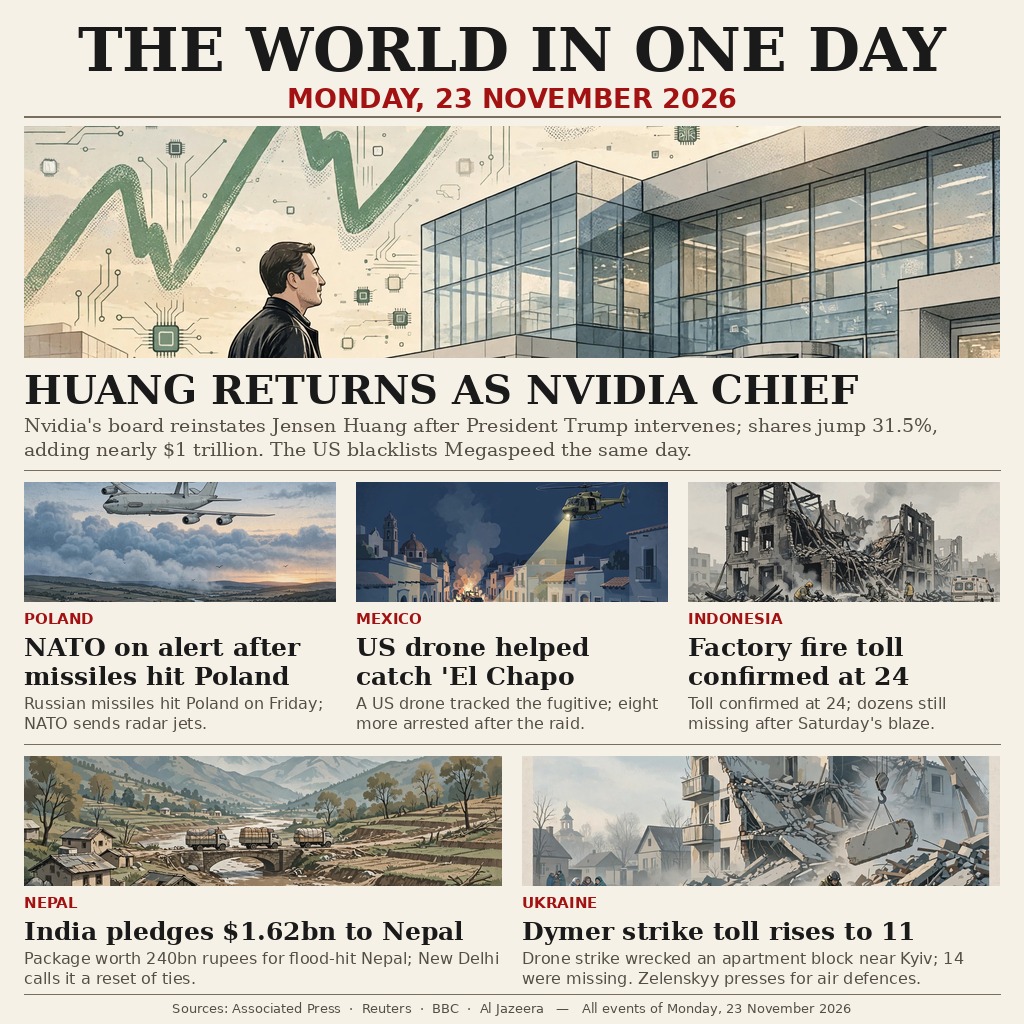 THE WORLD IN ONE DAY
MONDAY, 23 NOVEMBER 2026
HUANG RETURNS AS NVIDIA CHIEF
Nvidia's board reinstates Jensen Huang after President Trump intervenes; shares jump 31.5%,
adding nearly $1 trillion. The US blacklists Megaspeed the same day.
POLAND
NATO on alert after
missiles hit Poland
Russian missiles hit Poland on Friday;
NATO sends radar jets.
MEXICO
US drone helped
catch 'El Chapo
A US drone tracked the fugitive; eight
more arrested after the raid.
INDONESIA
Factory fire toll
confirmed at 24
Toll confirmed at 24; dozens still
missing after Saturday's blaze.
NEPAL
India pledges $1.62bn to Nepal
Package worth 240bn rupees for flood-hit Nepal; New Delhi
calls it a reset of ties.
UKRAINE
Dymer strike toll rises to 11
Drone strike wrecked an apartment block near Kyiv; 14
were missing. Zelenskyy presses for air defences.
Sources: Associated Press · Reuters · BBC · Al Jazeera — All events of Monday, 23 November 2026